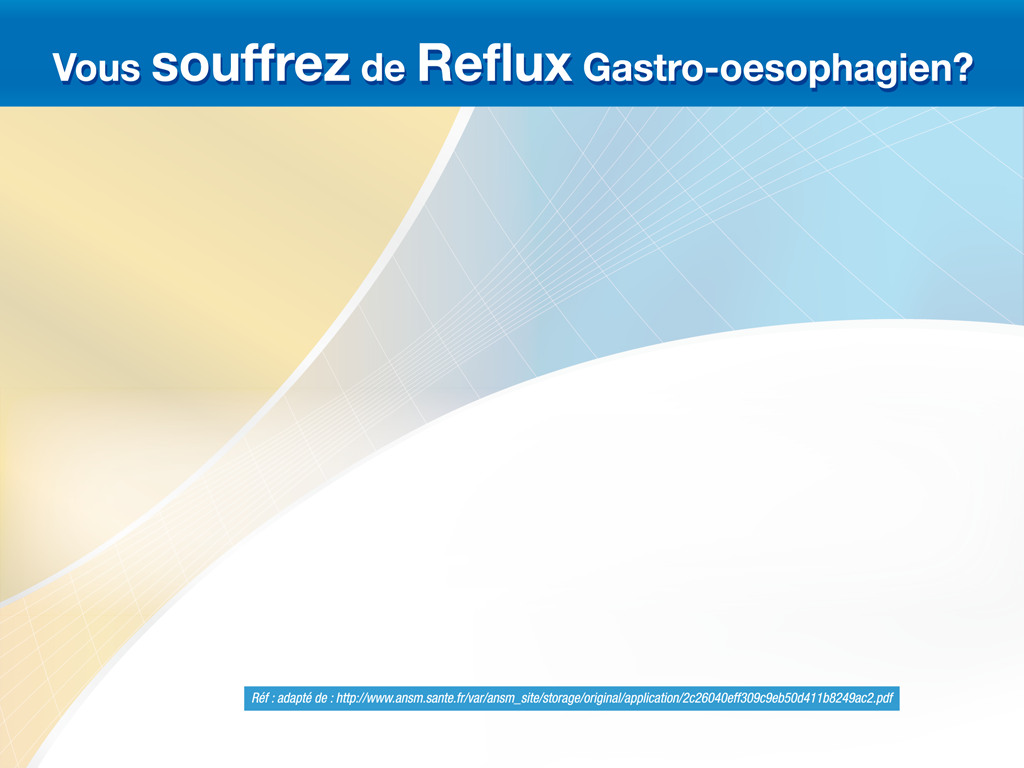 Vous souffrez de Reflux Gastro-oesophagien?
Réf : adapté de : http://www.ansm.sante.fr/var/ansm_site/storage/original/application/2c26040eff309c9eb50d411b8249ac2.pdf